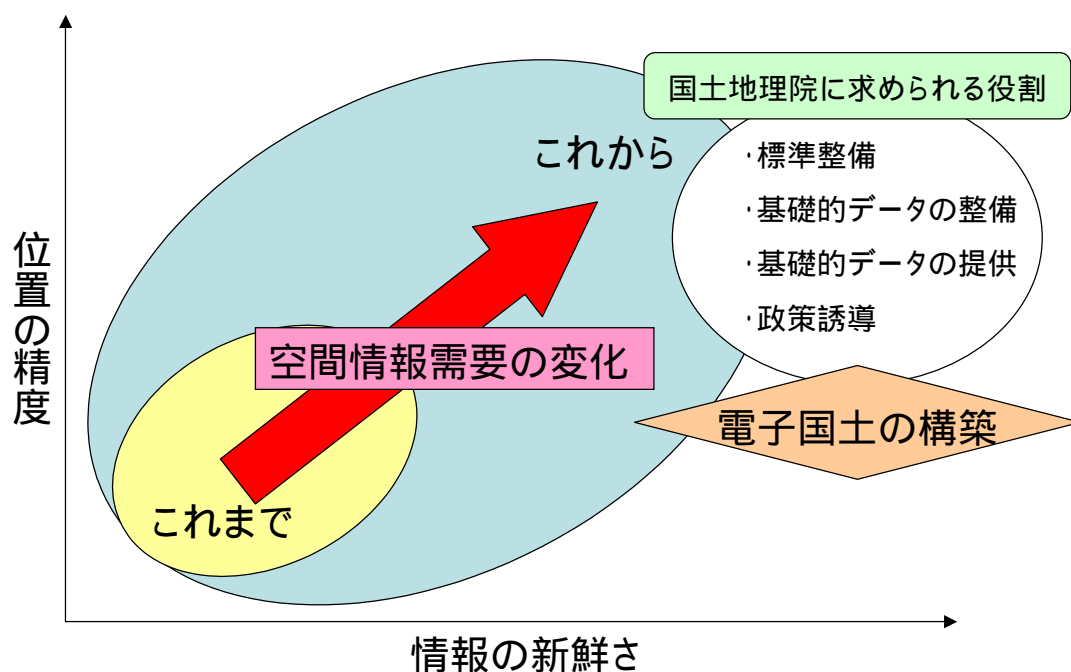 国土地理院に求められる役割
これから
・標準整備
・基礎的データの整備
・基礎的データの提供
・政策誘導
位置の精度
空間情報需要の変化
電子国土の構築
これまで
情報の新鮮さ